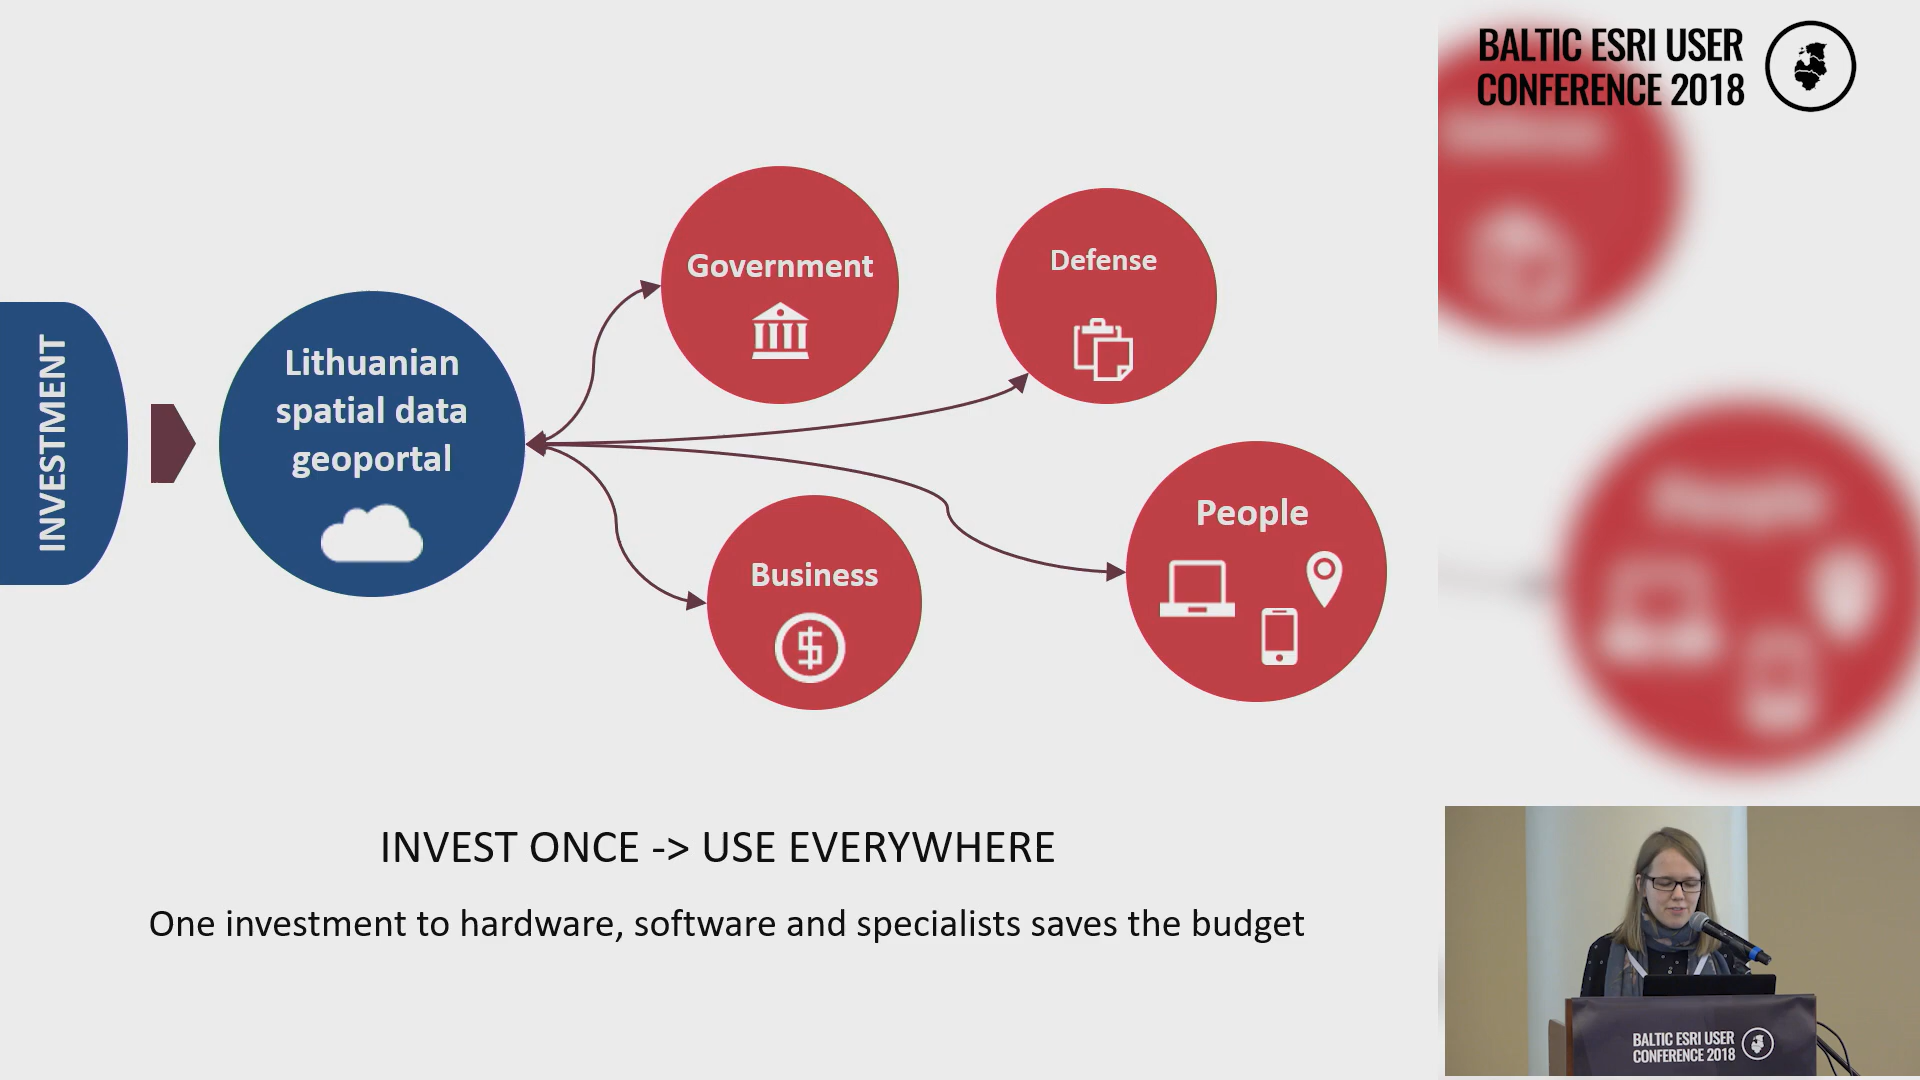 BALTIC ESRI USER
CONFERENCE 2018
INVESTMENT
Lithuanian
spatial data
geoportal
Government
Defense
Business
People
INVEST ONCE -> USE EVERYWHERE
One investment to hardware, software and specialists saves the budget
BALTIC ESRI USER
CONFERENCE 2018